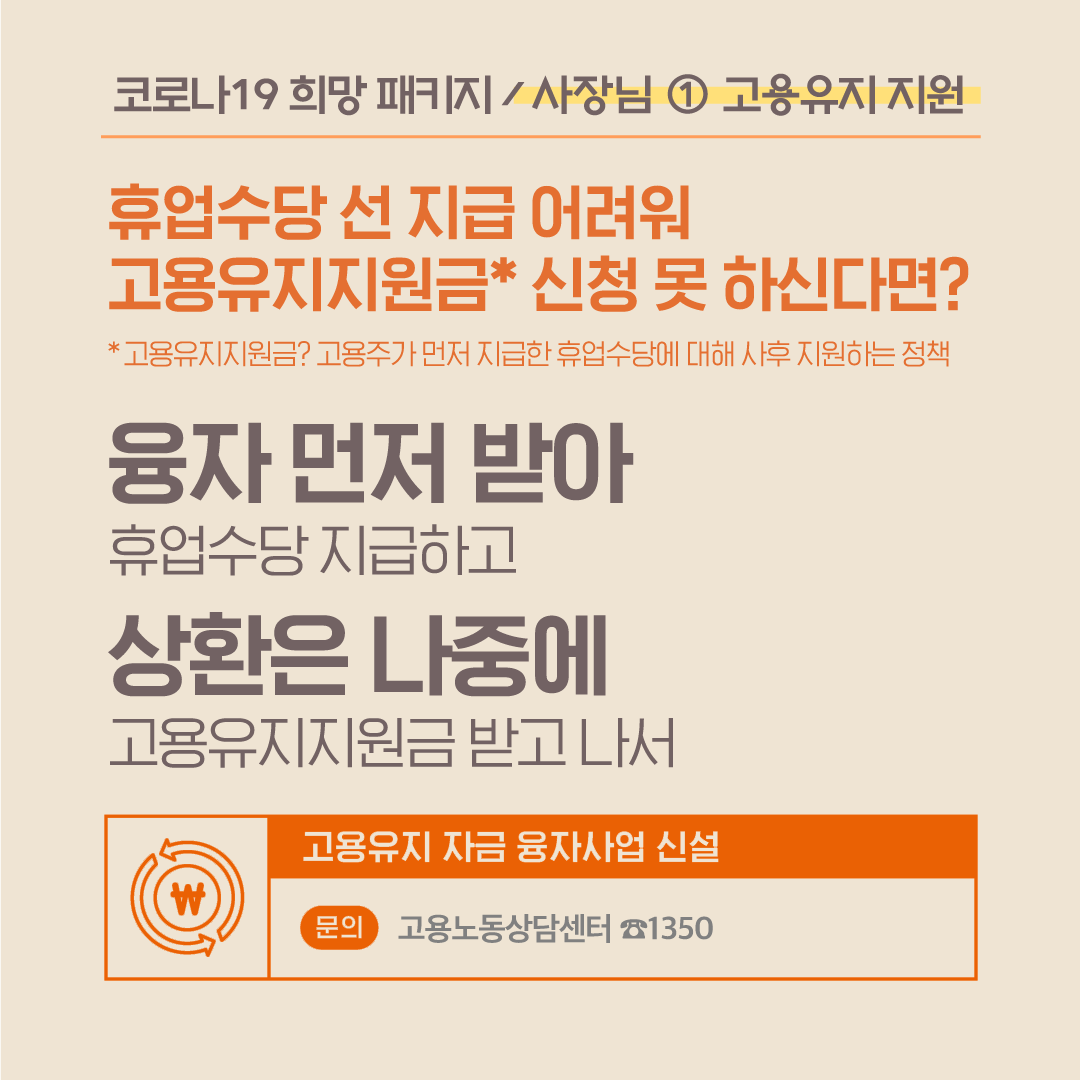 코로나19 희망 패키지 / 사장님 ① 고용유지 지원
휴업수당 선 지급 어려워
고용유지지원금* 신청 못 하신다면?
* 고용유지지원금? 고용주가 먼저 지급한 휴업수당에 대해 사후 지원하는 정책
융자 먼저 받아
휴업수당 지급하고
상환은 나중에
고용유지지원금 받고 나서
고용유지 자금 융자사업 신설
₩
문의 고용노동상담센터 ☎1350